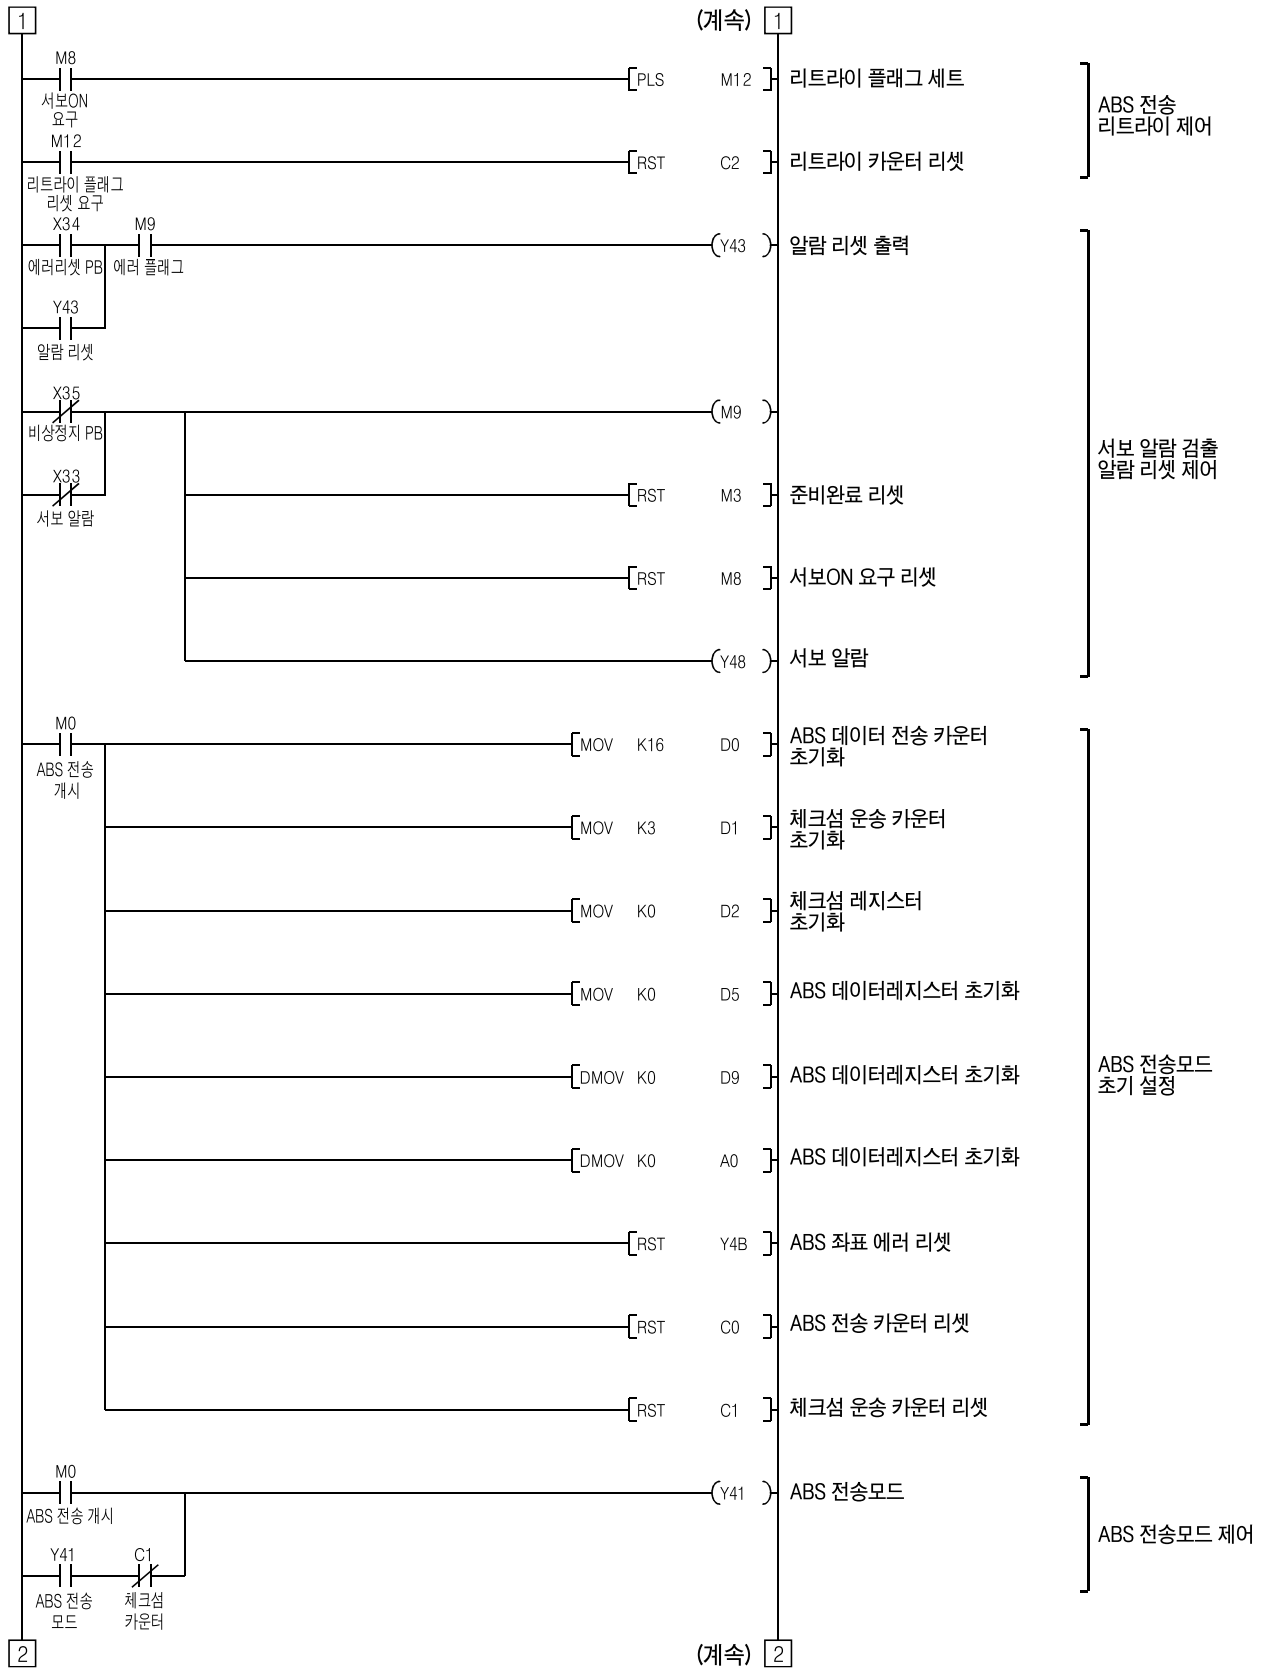 1
(계속) 1
M8
PLS M12 리트라이 플래그 세트
서보ON
요구
ABS 전송
리트라이 제어
M12
RST C2 리트라이 카운터 리셋
리트라이 플래그
리셋 요구
X34 M9
Y43 알람 리셋 출력
에러리셋 PB 에러 플래그
Y43
알람 리셋
X35
M9
비상정지 PB
서보 알람 검출
알람 리셋 제어
X33
RST M3 준비완료 리셋
서보 알람
RST M8 서보ON 요구 리셋
Y48 서보 알람
M0
MOV K16 D0 ABS 데이터 전송 카운터
초기화
ABS 전송
개시
MOV K3 D1 체크섬 운송 카운터
초기화
MOV K0 D2 체크섬 레지스터
초기화
MOV K0 D5 ABS 데이터레지스터 초기화
DMOV K0 D9 ABS 데이터레지스터 초기화
ABS 전송모드
초기 설정
DMOV K0 A0 ABS 데이터레지스터 초기화
RST Y4B ABS 좌표 에러 리셋
RST C0 ABS 전송 카운터 리셋
RST C1 체크섬 운송 카운터 리셋
M0
Y41 ABS 전송모드
ABS 전송 개시
ABS 전송모드 제어
Y41 C1
ABS 전송
모드
체크섬
카운터
2
(계속) 2